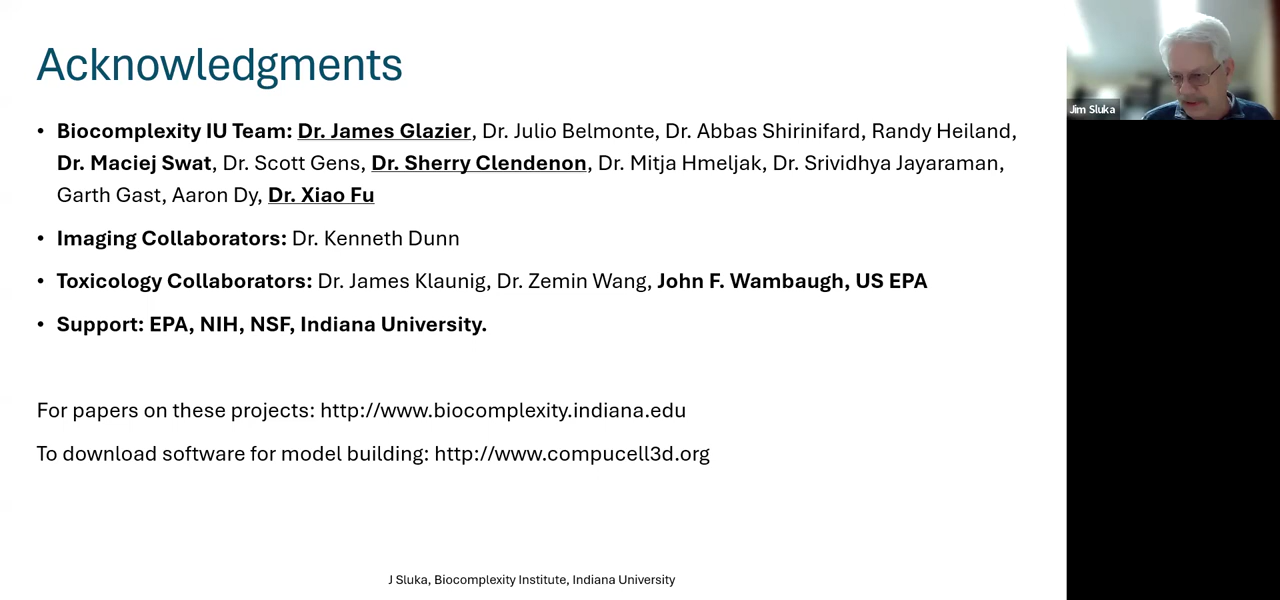 Acknowledgments
• Biocomplexity IU Team: Dr. James Glazier, Dr. Julio Belmonte, Dr. Abbas Shirinifard, Randy Heiland,
Dr. Maciej Swat, Dr. Scott Gens, Dr. Sherry Clendenon, Dr. Mitja Hmeljak, Dr. Srividhya Jayaraman,
Garth Gast, Aaron Dy, Dr. Xiao Fu
• Imaging Collaborators: Dr. Kenneth Dunn
• Toxicology Collaborators: Dr. James Klaunig, Dr. Zemin Wang, John F. Wambaugh, US EPA
• Support: EPA, NIH, NSF, Indiana University.
For papers on these projects: http://www.biocomplexity.indiana.edu
To download software for model building: http://www.compucell3d.org
J Sluka, Biocomplexity Institute, Indiana University
Jim Sluka